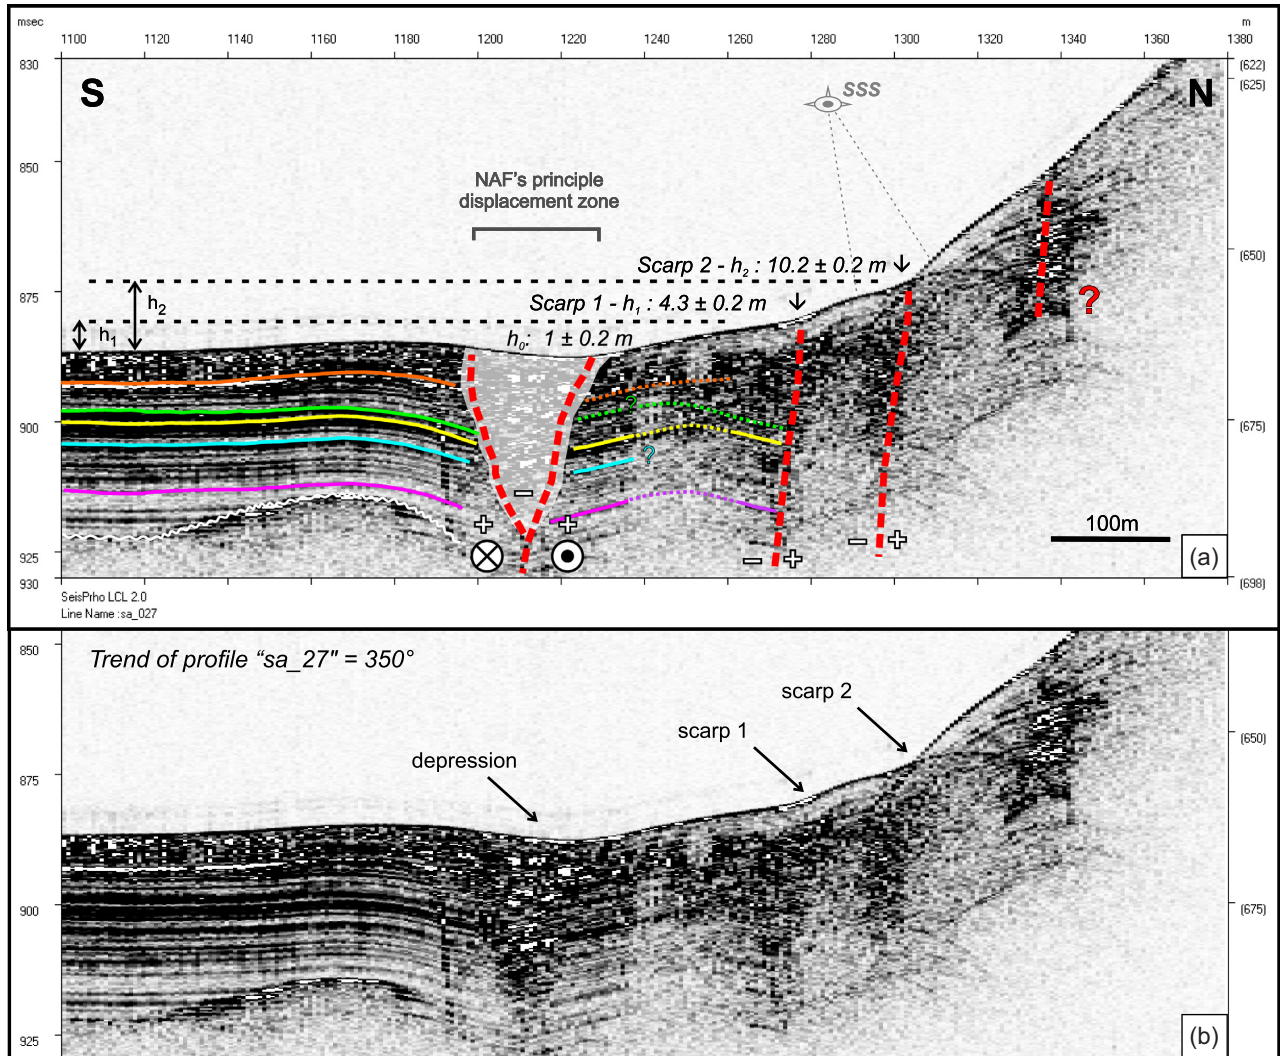 msec
m
1100 1120 1140 1160 1180 1200 1220 1240 1260 1280 1300 1320 1340 1360 1380
830
(622)
(625)
S
SSS
N
850
NAF's principle
displacement zone
(650)
Scarp 2 - h2 : 10.2 ± 0.2 m
875
Scarp 1 - h1 : 4.3 ± 0.2 m
?
h2
h1
h0: 1 ± 0.2 m
?
900
(675)
?
−
+ +
100m
− +
− +
925
(a)
930
(698)
SeisPrho LCL 2.0
Line Name :sa_027
850
Trend of profile “sa_27" = 350°
scarp 2
scarp 1
(650)
depression
875
900
(675)
925
(b)